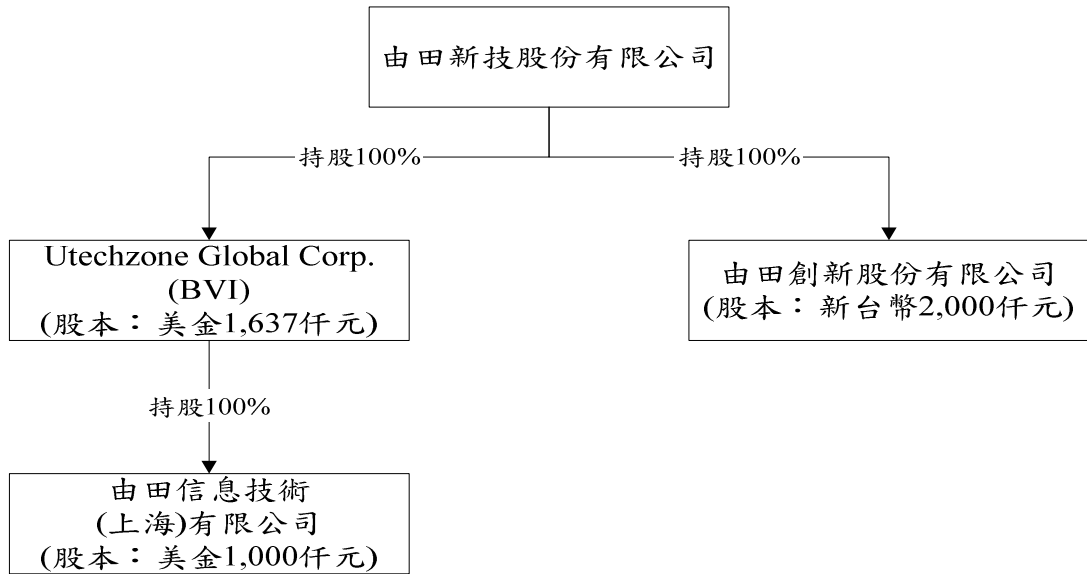 由田新技股份有限公司
持股100%
持股100%
Utechzone Global Corp.
(BVI)
(股本：美金1,637仟元)
由田創新股份有限公司
(股本：新台幣2,000仟元)
持股100%
由田信息技術
(上海)有限公司
(股本：美金1,000仟元)